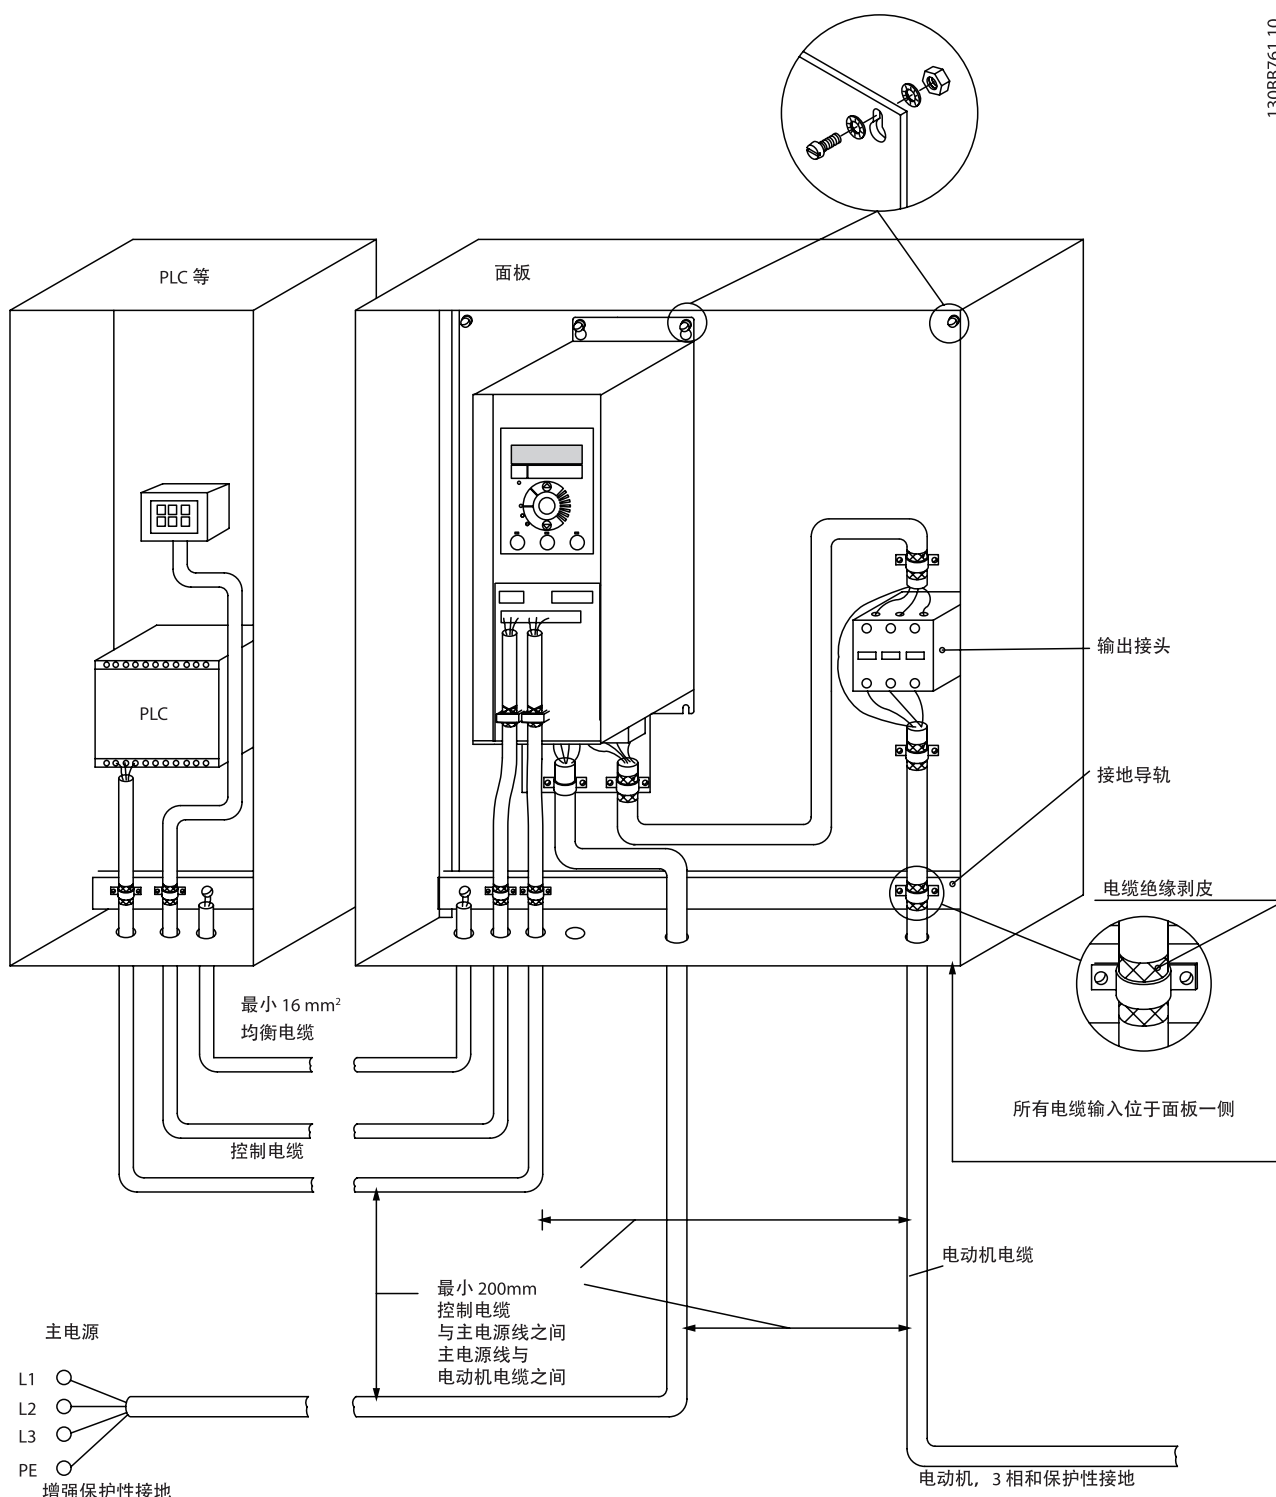 130BB761.10
PLC 等
面板
输出接头
PLC
接地导轨
电缆绝缘剥皮
最小 16 mm²
均衡电缆
所有电缆输入位于面板一侧
控制电缆
电动机电缆
最小 200mm
控制电缆
与主电源线之间
主电源线与
电动机电缆之间
主电源
L1
L2
L3
PE
增强保护性接地
电动机，3 相和保护性接地